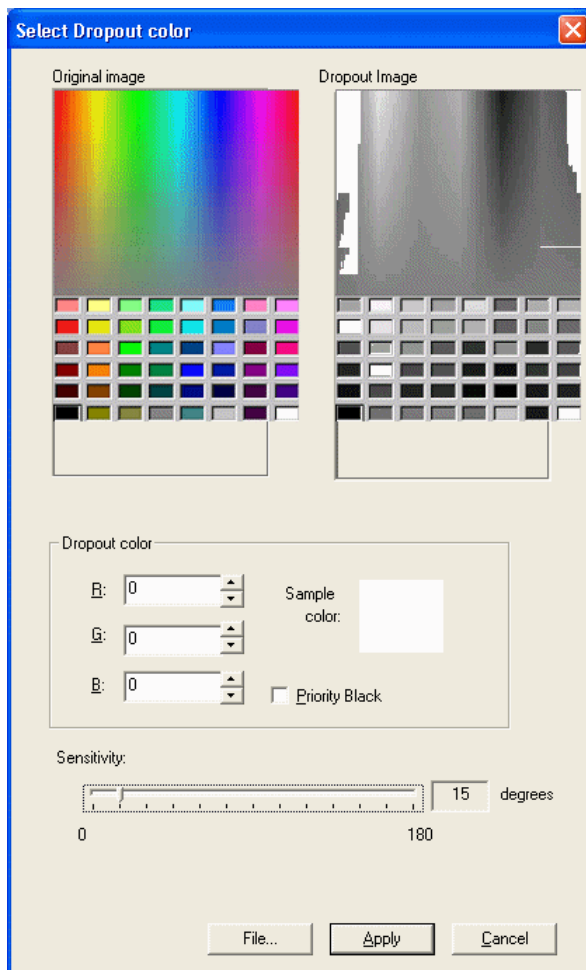 Select Dropout color
Original image
Dropout Image
Dropout color
R: 0
G: 0
B: 0
Sample color:
Priority Black
Sensitivity:
15 degrees
0 180
File... Apply Cancel